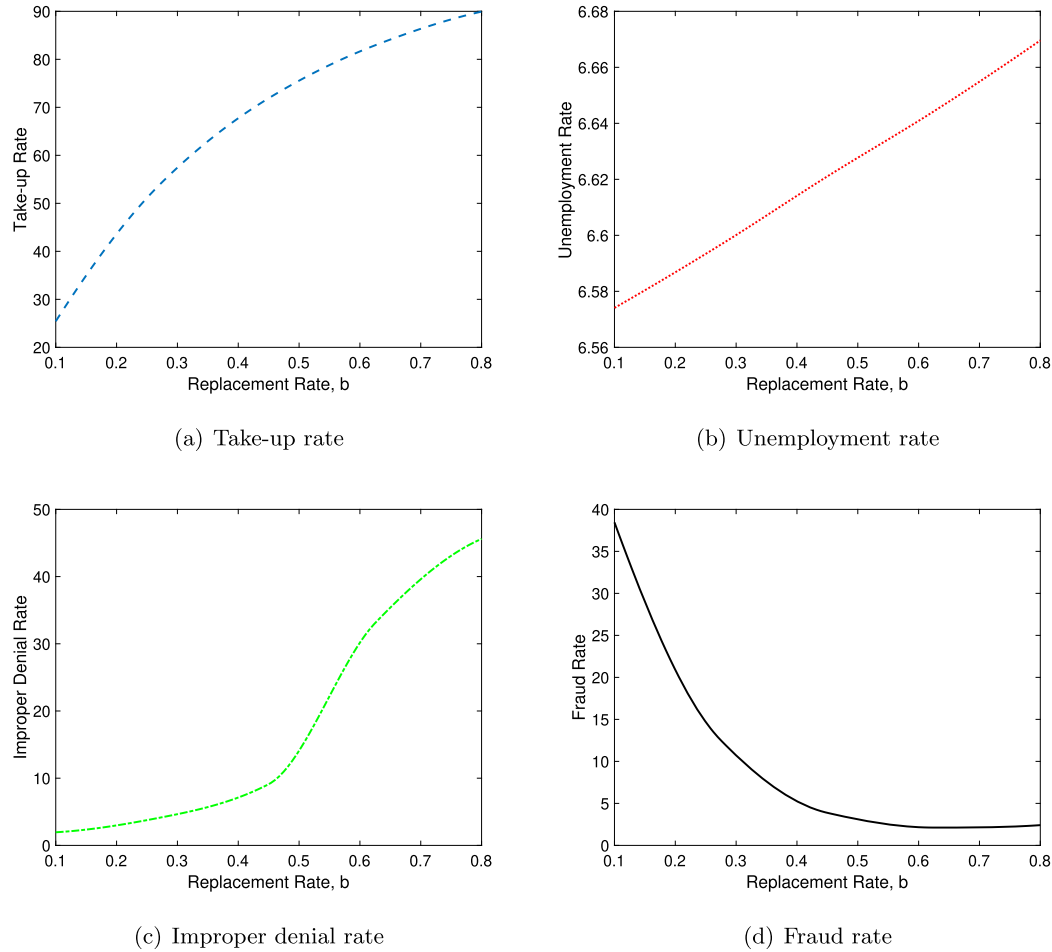 90
80
70
60
50
40
30
20
Take-up Rate
0.1 0.2 0.3 0.4 0.5 0.6 0.7 0.8
Replacement Rate, b
(a) Take-up rate
6.68
6.66
6.64
6.62
6.6
6.58
6.56
Unemployment Rate
0.1 0.2 0.3 0.4 0.5 0.6 0.7 0.8
Replacement Rate, b
(b) Unemployment rate
50
40
30
20
10
0
Improper Denial Rate
0.1 0.2 0.3 0.4 0.5 0.6 0.7 0.8
Replacement Rate, b
(c) Improper denial rate
40
35
30
25
20
15
10
5
0
Fraud Rate
0.1 0.2 0.3 0.4 0.5 0.6 0.7 0.8
Replacement Rate, b
(d) Fraud rate